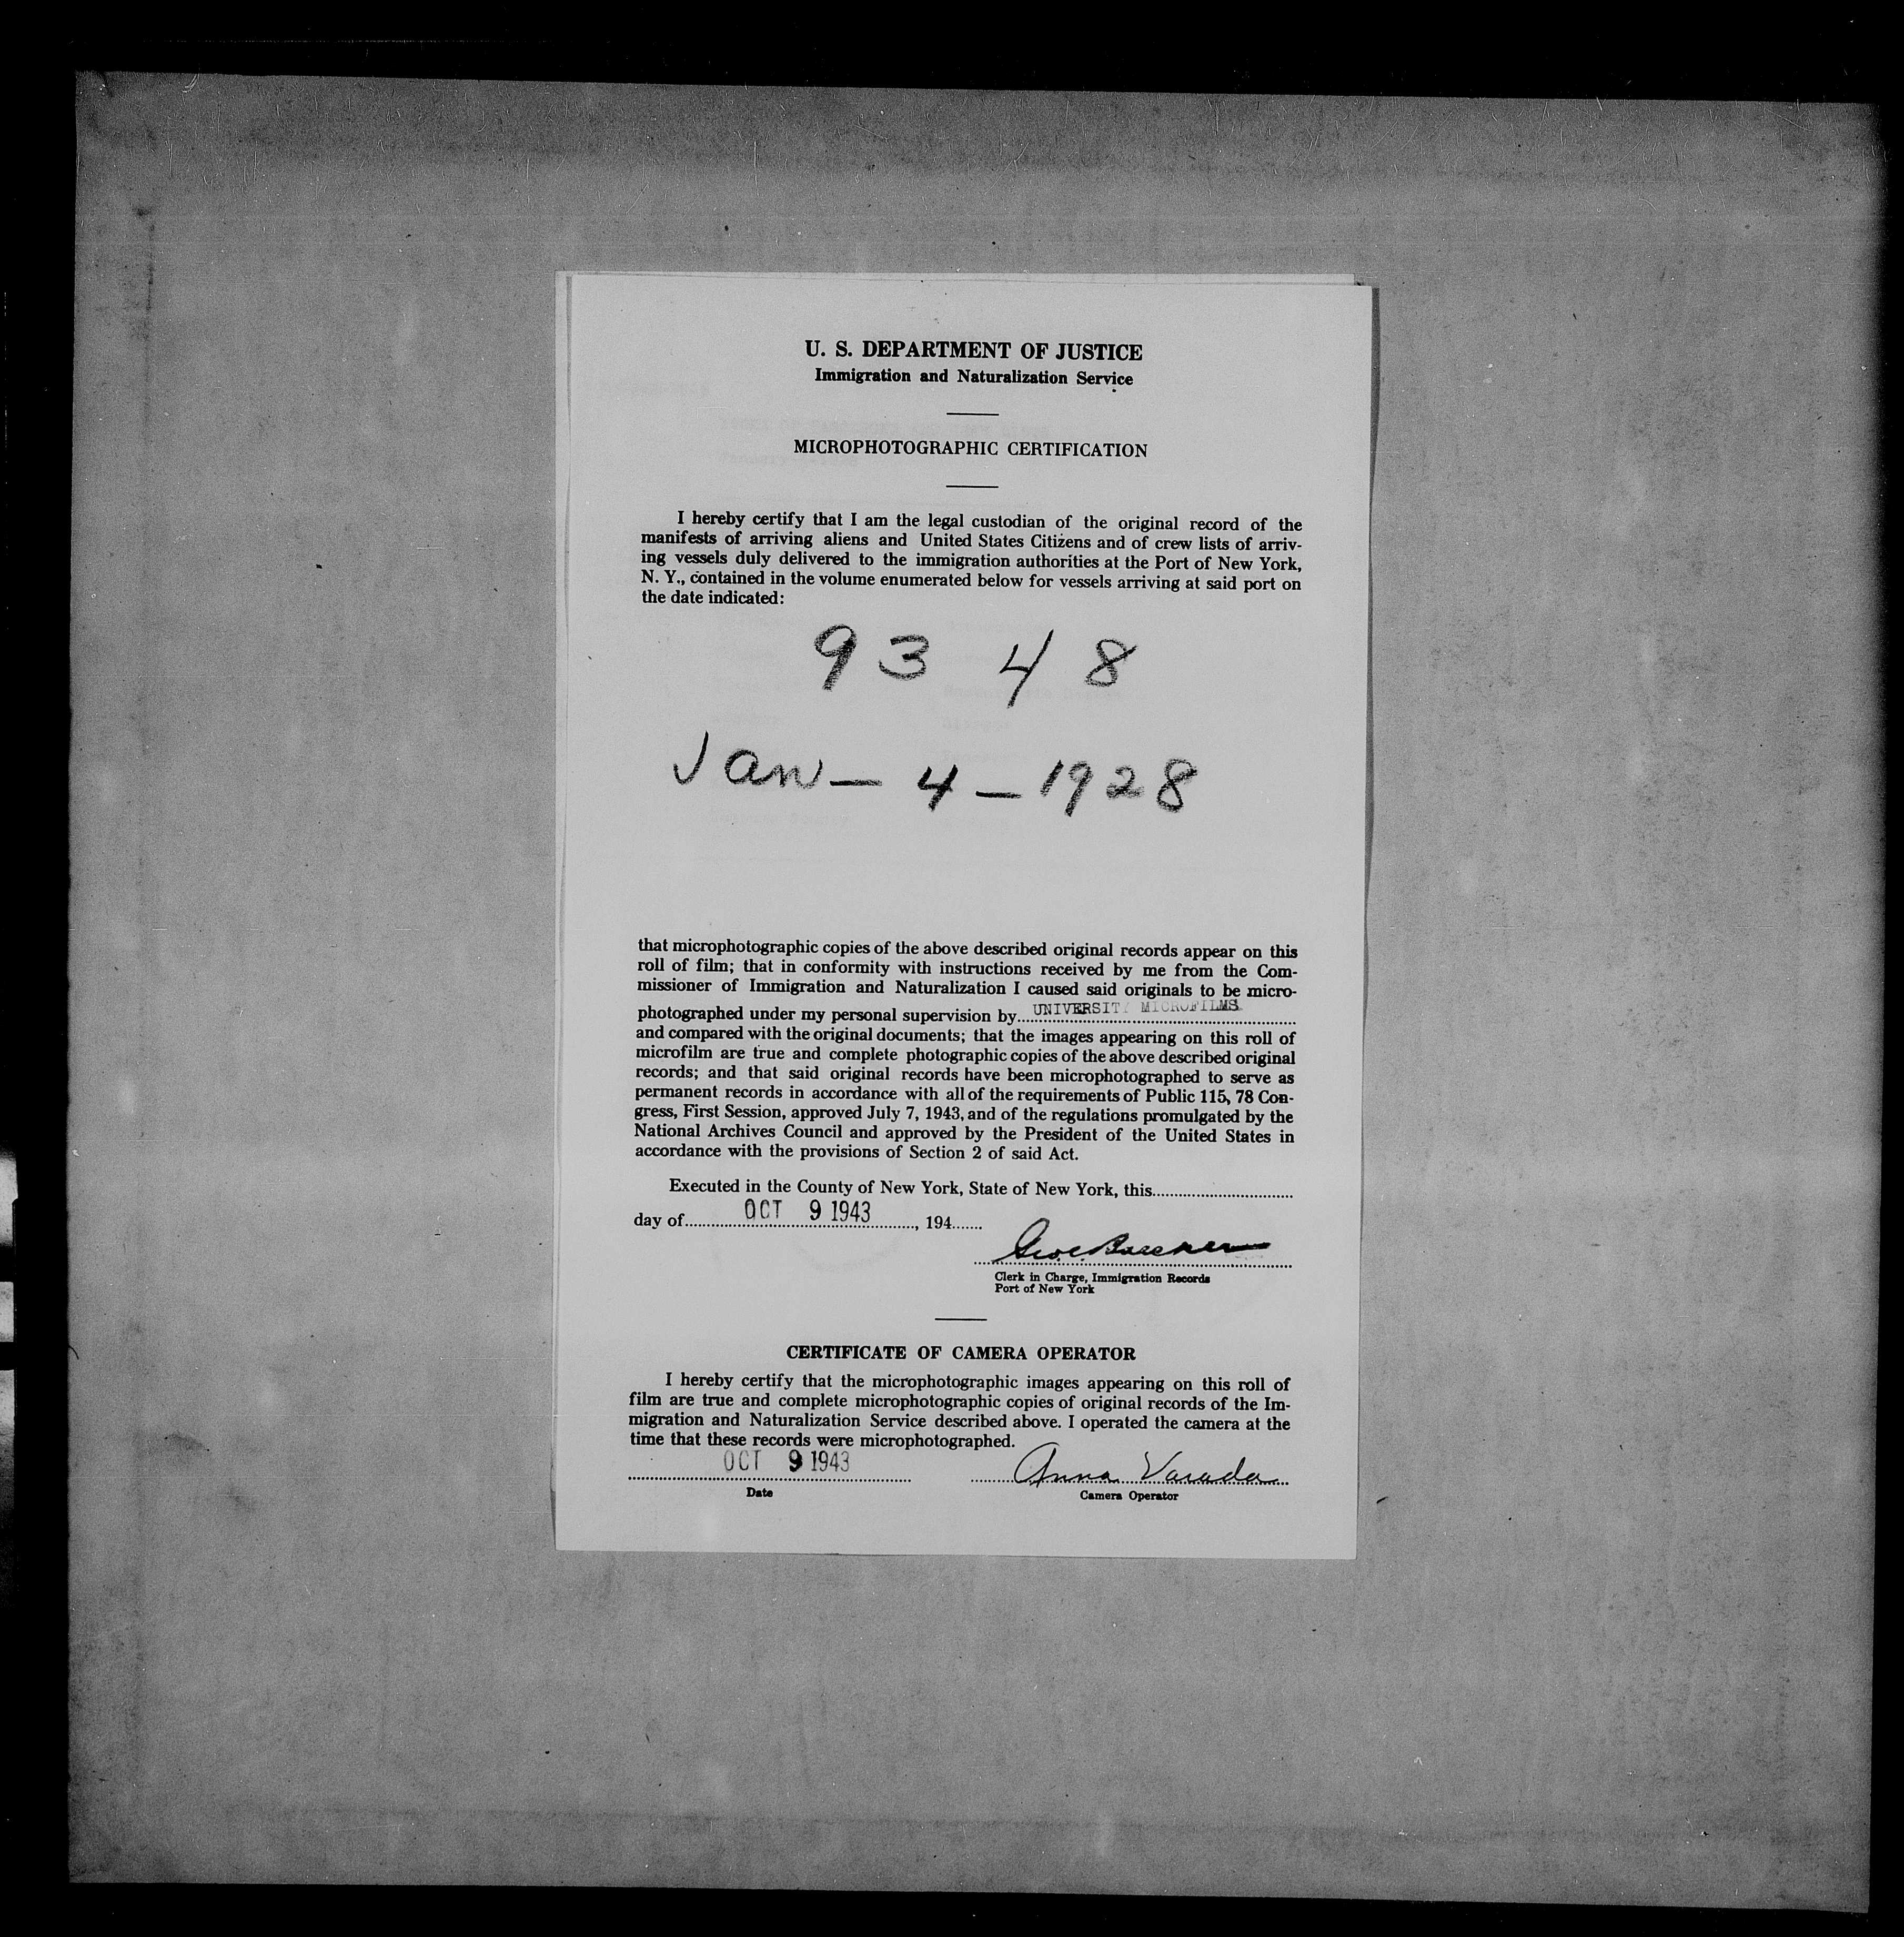 U. S. DEPARTMENT OF JUSTICE
Immigration and Naturalization Service
MICROPHOTOGRAPHIC CERTIFICATION
I hereby certify that I am the legal custodian of the original record of the
manifests of arriving aliens and United States Citizens and of crew lists of arriv-
ing vessels duly delivered to the immigration authorities at the Port of New York,
N. Y., contained in the volume enumerated below for vessels arriving at said port on
the date indicated:
9348
Jan - 4 - 1928
that microphotographic copies of the above described original records appear on this
roll of film; that in conformity with instructions received by me from the Com-
missioner of Immigration and Naturalization I caused said originals to be micro-
photographed under my personal supervision by UNIVERSITY MICROFILMS
and compared with the original documents; that the images appearing on this roll of
microfilm are true and complete photographic copies of the above described original
records; and that said original records have been microphotographed to serve as
permanent records in accordance with all of the requirements of Public 115, 78 Con-
gress, First Session, approved July 7, 1943, and of the regulations promulgated by the
National Archives Council and approved by the President of the United States in
accordance with the provisions of Section 2 of said Act.
Executed in the County of New York, State of New York, this
day of OCT 9 1943, 194
Clerk in Charge, Immigration Records
Port of New York
CERTIFICATE OF CAMERA OPERATOR
I hereby certify that the microphotographic images appearing on this roll of
film are true and complete microphotographic copies of original records of the Im-
migration and Naturalization Service described above. I operated the camera at the
time that these records were microphotographed.
OCT 9 1943 Anna Varada
Date Camera Operator